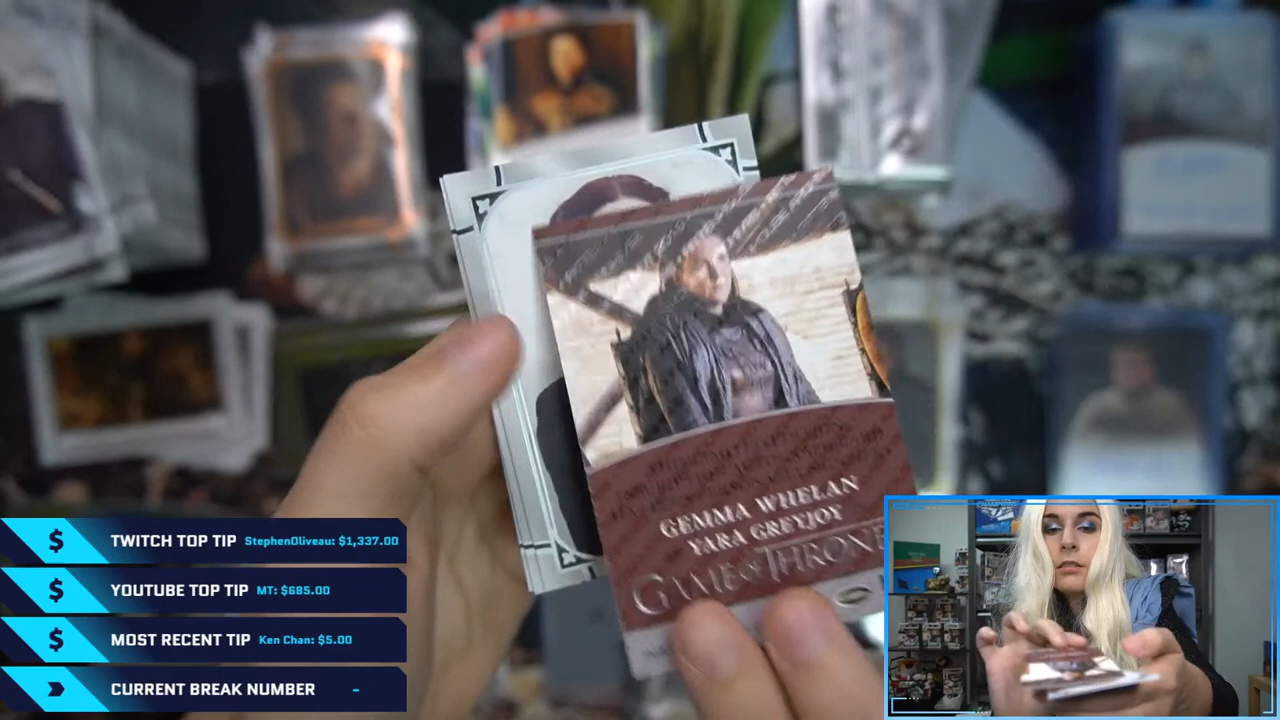 GEMMA WHELAN
YARA GREYJOY
GAME OF THRONES
TWITCH TOP TIP StephenOliveau: $1,337.00
YOUTUBE TOP TIP MT: $685.00
MOST RECENT TIP Ken Chan: $5.00
CURRENT BREAK NUMBER -